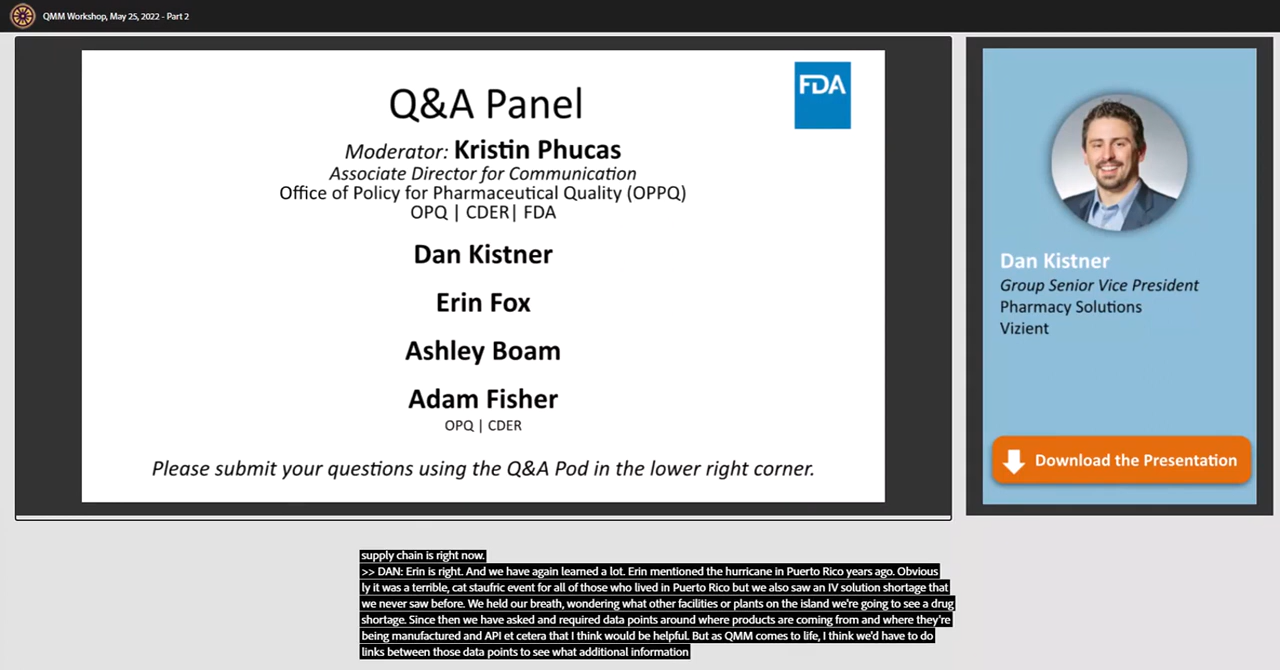 QMM Workshop, May 25, 2022 - Part 2
Q&A Panel
FDA
Moderator: Kristin Phucas
Associate Director for Communication
Office of Policy for Pharmaceutical Quality (OPPQ)
OPQ | CDER| FDA
Dan Kistner
Erin Fox
Ashley Boam
Adam Fisher
OPQ | CDER
Please submit your questions using the Q&A Pod in the lower right corner.
Dan Kistner
Group Senior Vice President
Pharmacy Solutions
Vizient
Download the Presentation
supply chain is right now.
>> DAN: Erin is right. And we have again learned a lot. Erin mentioned the hurricane in Puerto Rico years ago. Obvious
ly it was a terrible, cat staufric event for all of those who lived in Puerto Rico but we also saw an IV solution shortage that
we never saw before. We held our breath, wondering what other facilities or plants on the island we're going to see a drug
shortage. Since then we have asked and required data points around where products are coming from and where they're
being manufactured and API et cetera that I think would be helpful. But as QMM comes to life, I think we'd have to do
links between those data points to see what additional information